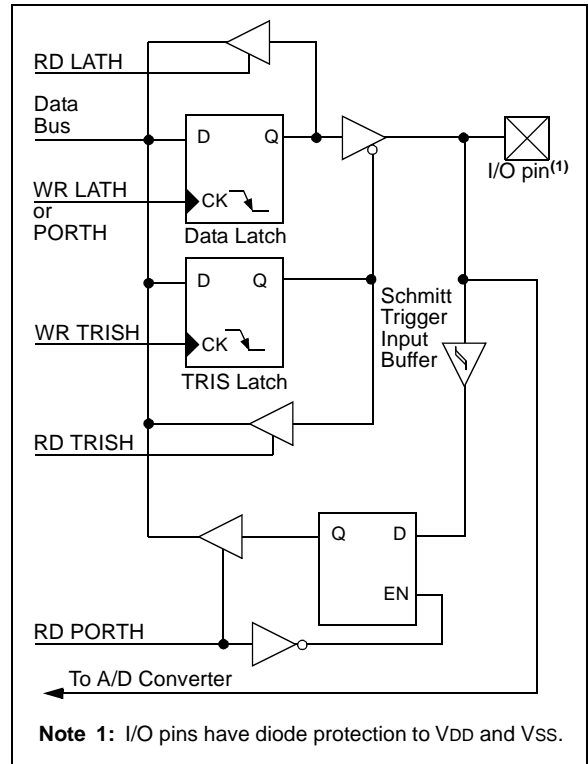 RD LATH
Data
Bus
D Q
I/O pin(1)
WR LATH
or
PORTH
CK
Data Latch
D Q
Schmitt
Trigger
Input
Buffer
WR TRISH
CK
TRIS Latch
RD TRISH
Q D
EN
RD PORTH
To A/D Converter
Note 1: I/O pins have diode protection to VDD and VSS.